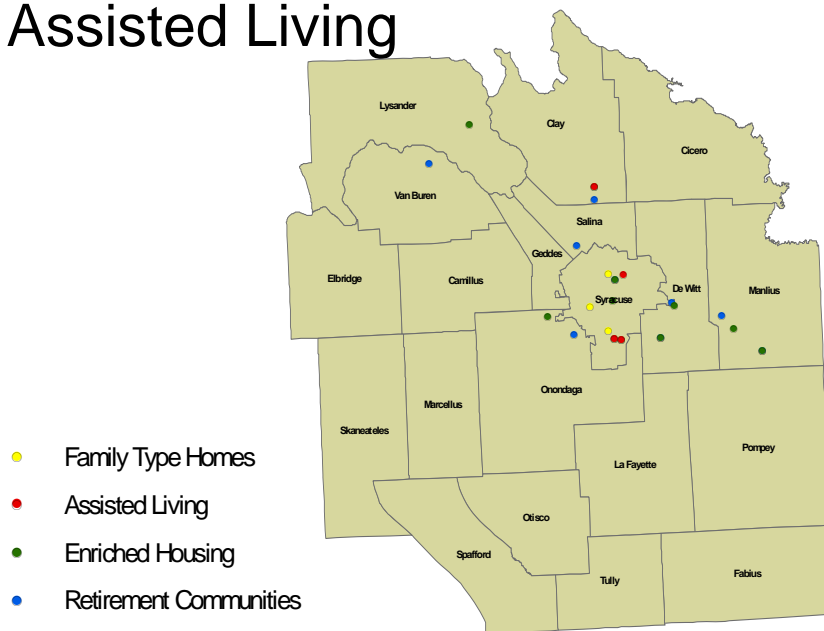 Assisted Living
Lysander
Clay
Cicero
Van Buren
Salina
Geddes
Elbridge
Camillus
De Witt
Manlius
Syracuse
Onondaga
Marcellus
Skaneateles
Pompey
La Fayette
Otisco
Spafford
Tully
Fabius
Family Type Homes
Assisted Living
Enriched Housing
Retirement Communities